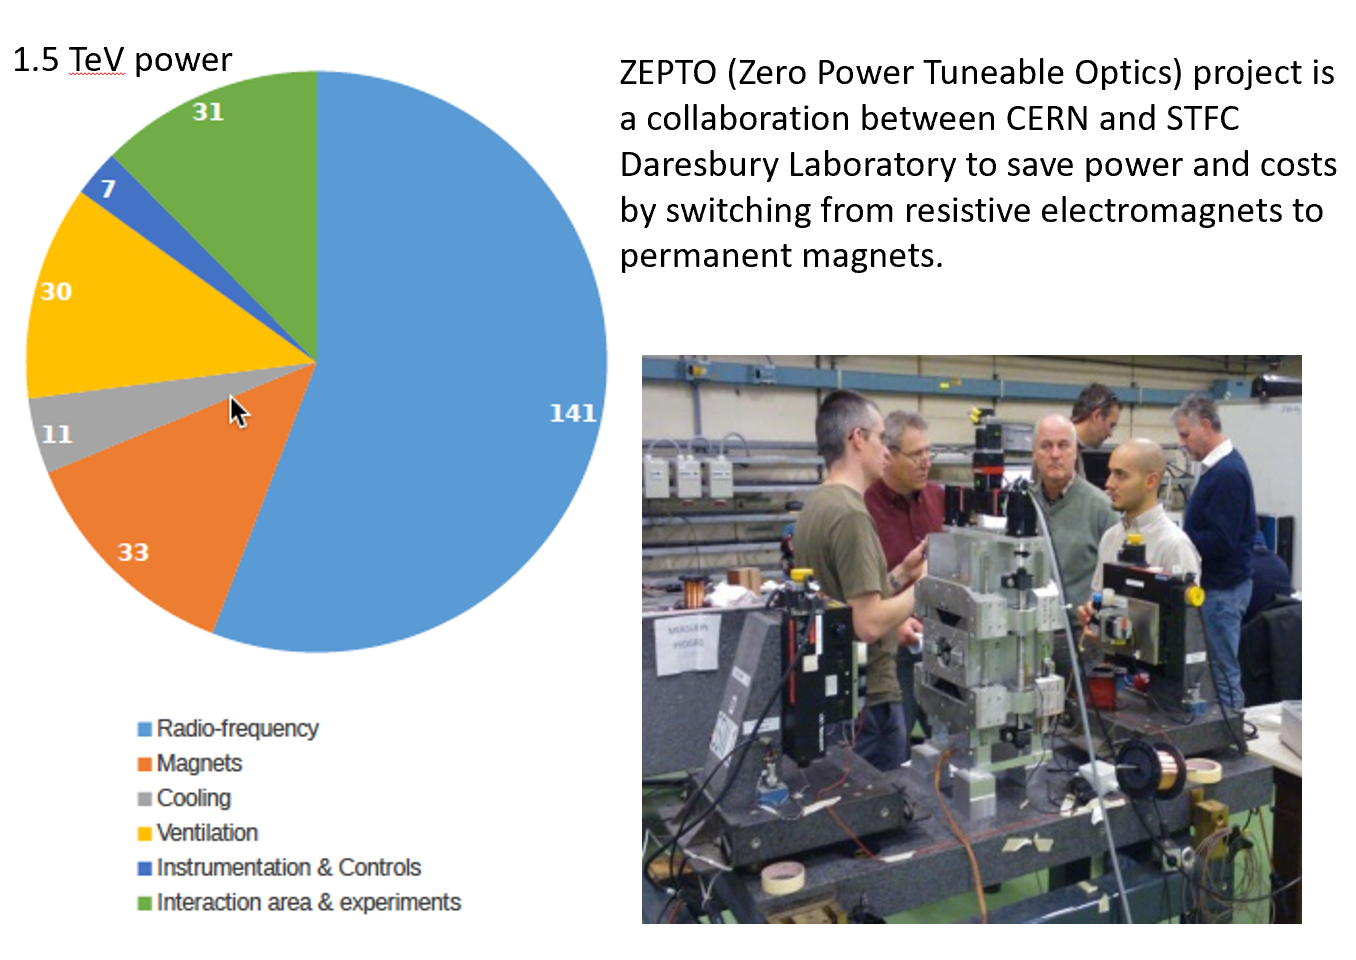 1.5 TeV power
31
7
30
11
33
141
Radio-frequency
Magnets
Cooling
Ventilation
Instrumentation & Controls
Interaction area & experiments
ZEPTO (Zero Power Tuneable Optics) project is
a collaboration between CERN and STFC
Daresbury Laboratory to save power and costs
by switching from resistive electromagnets to
permanent magnets.